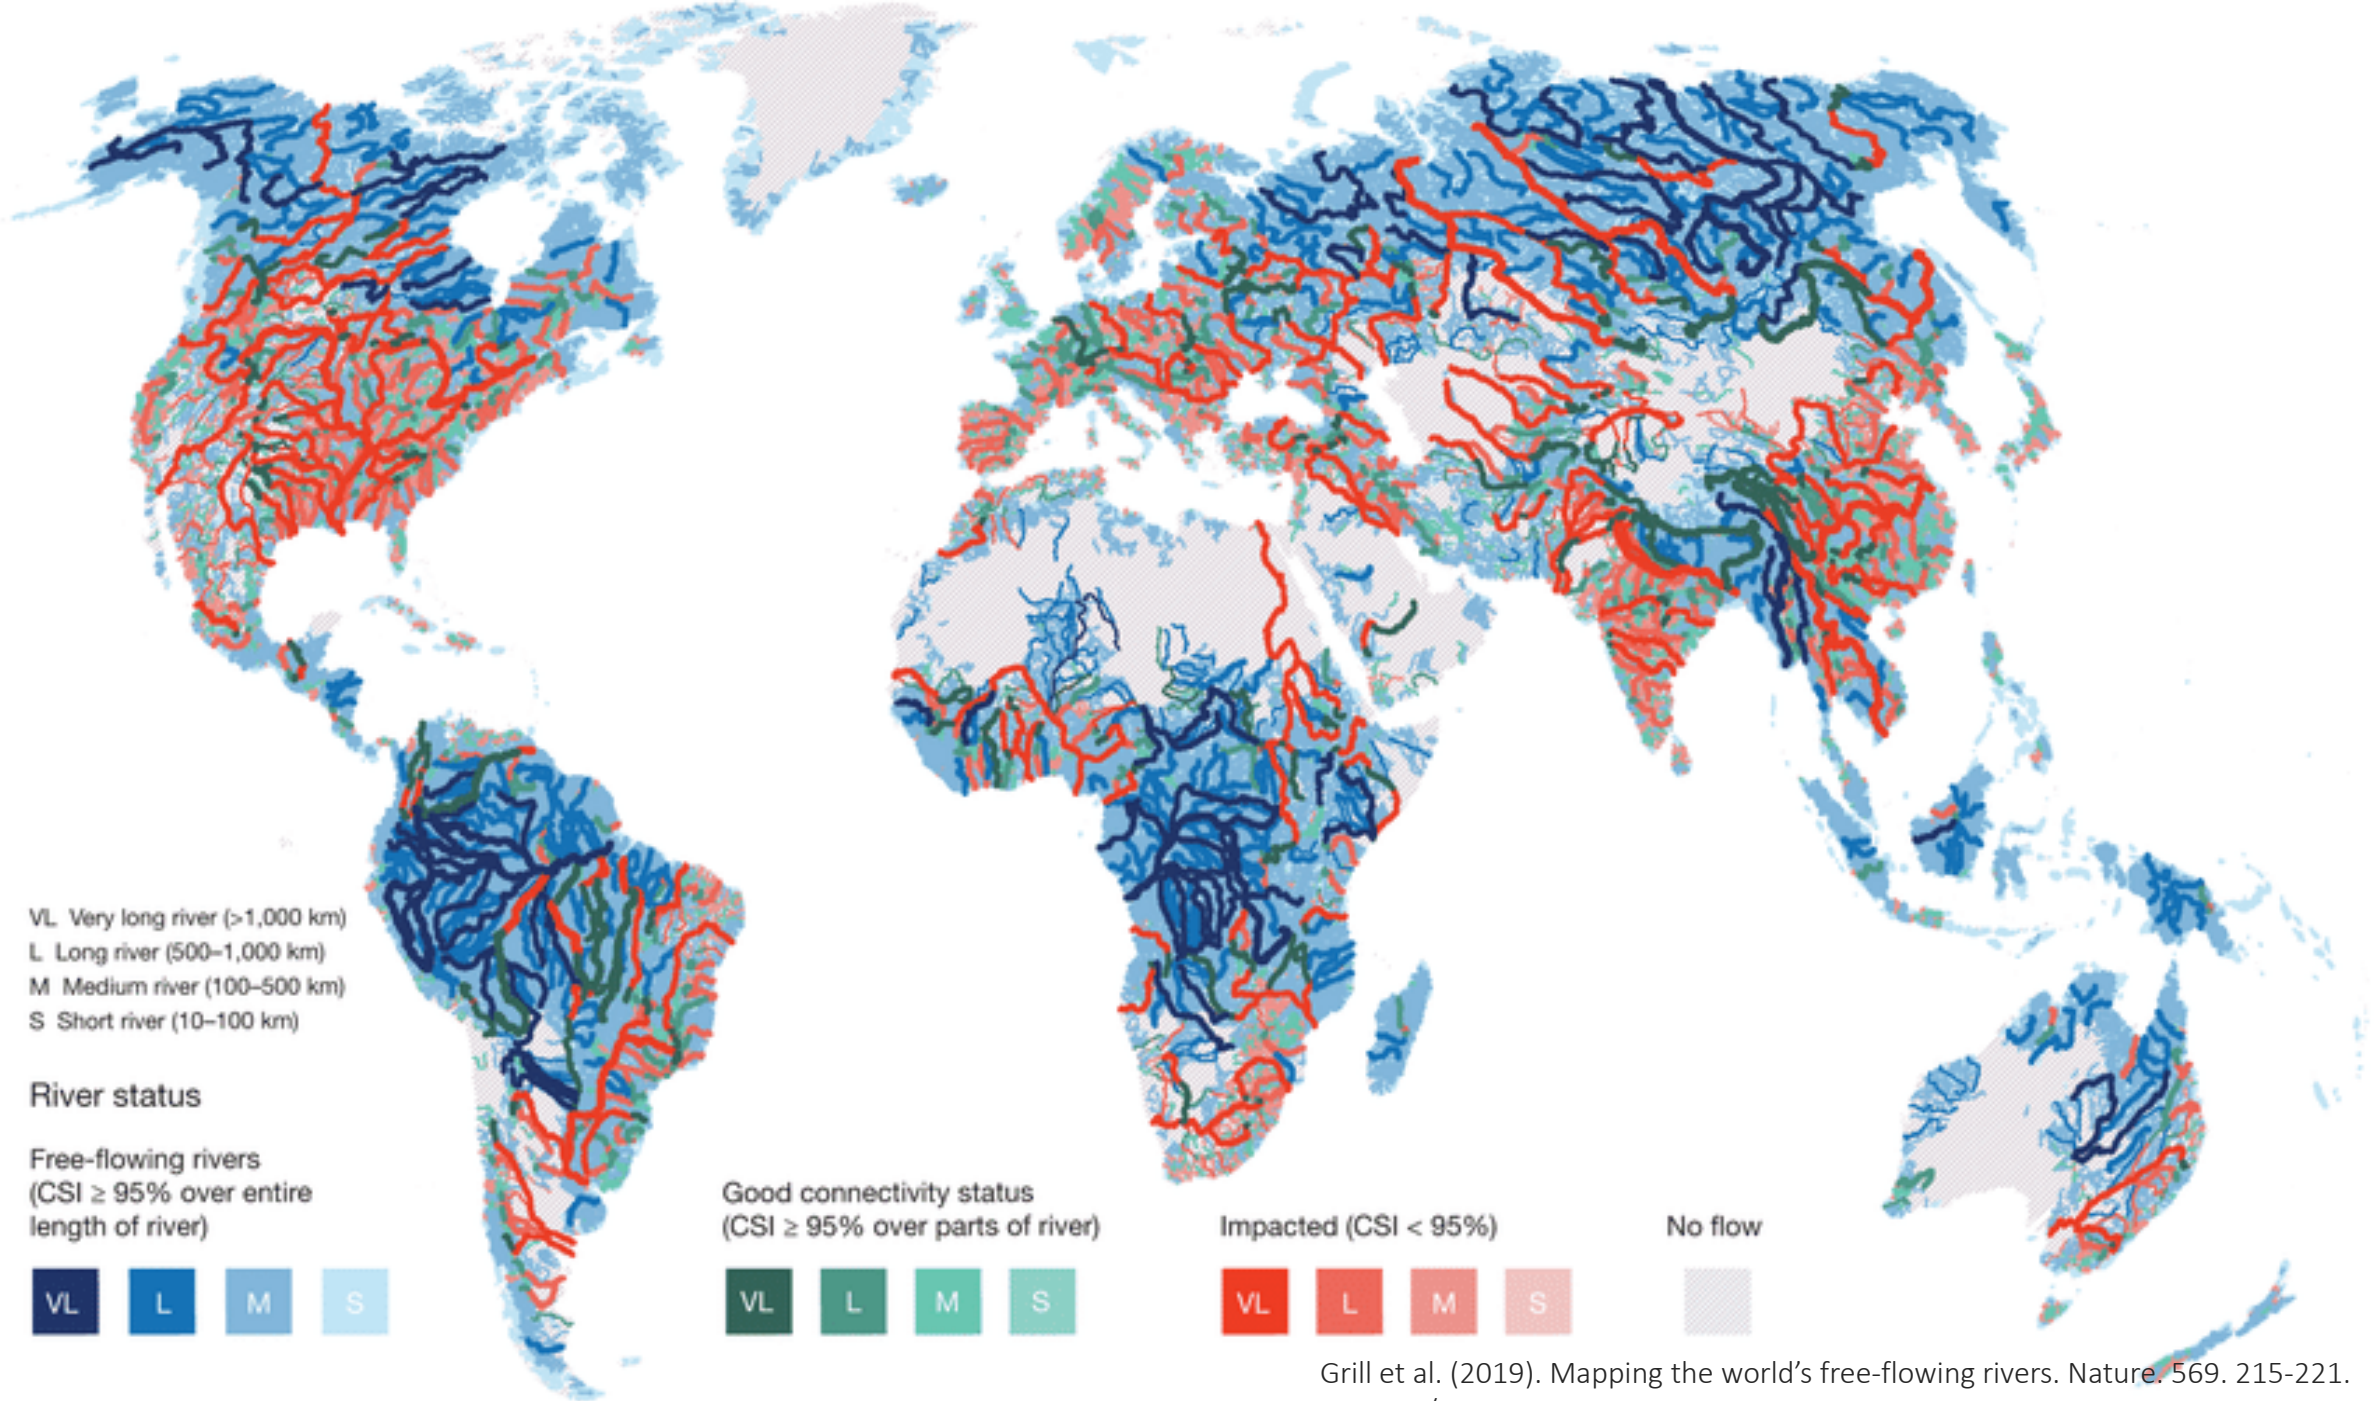 VL Very long river (>1,000 km)
L Long river (500–1,000 km)
M Medium river (100–500 km)
S Short river (10–100 km)
River status
Free-flowing rivers
(CSI ≥ 95% over entire
length of river)
VL L M S
Good connectivity status
(CSI ≥ 95% over parts of river)
VL L M S
Impacted (CSI < 95%)
VL L M S
No flow
Grill et al. (2019). Mapping the world’s free-flowing rivers. Nature. 569. 215-221.